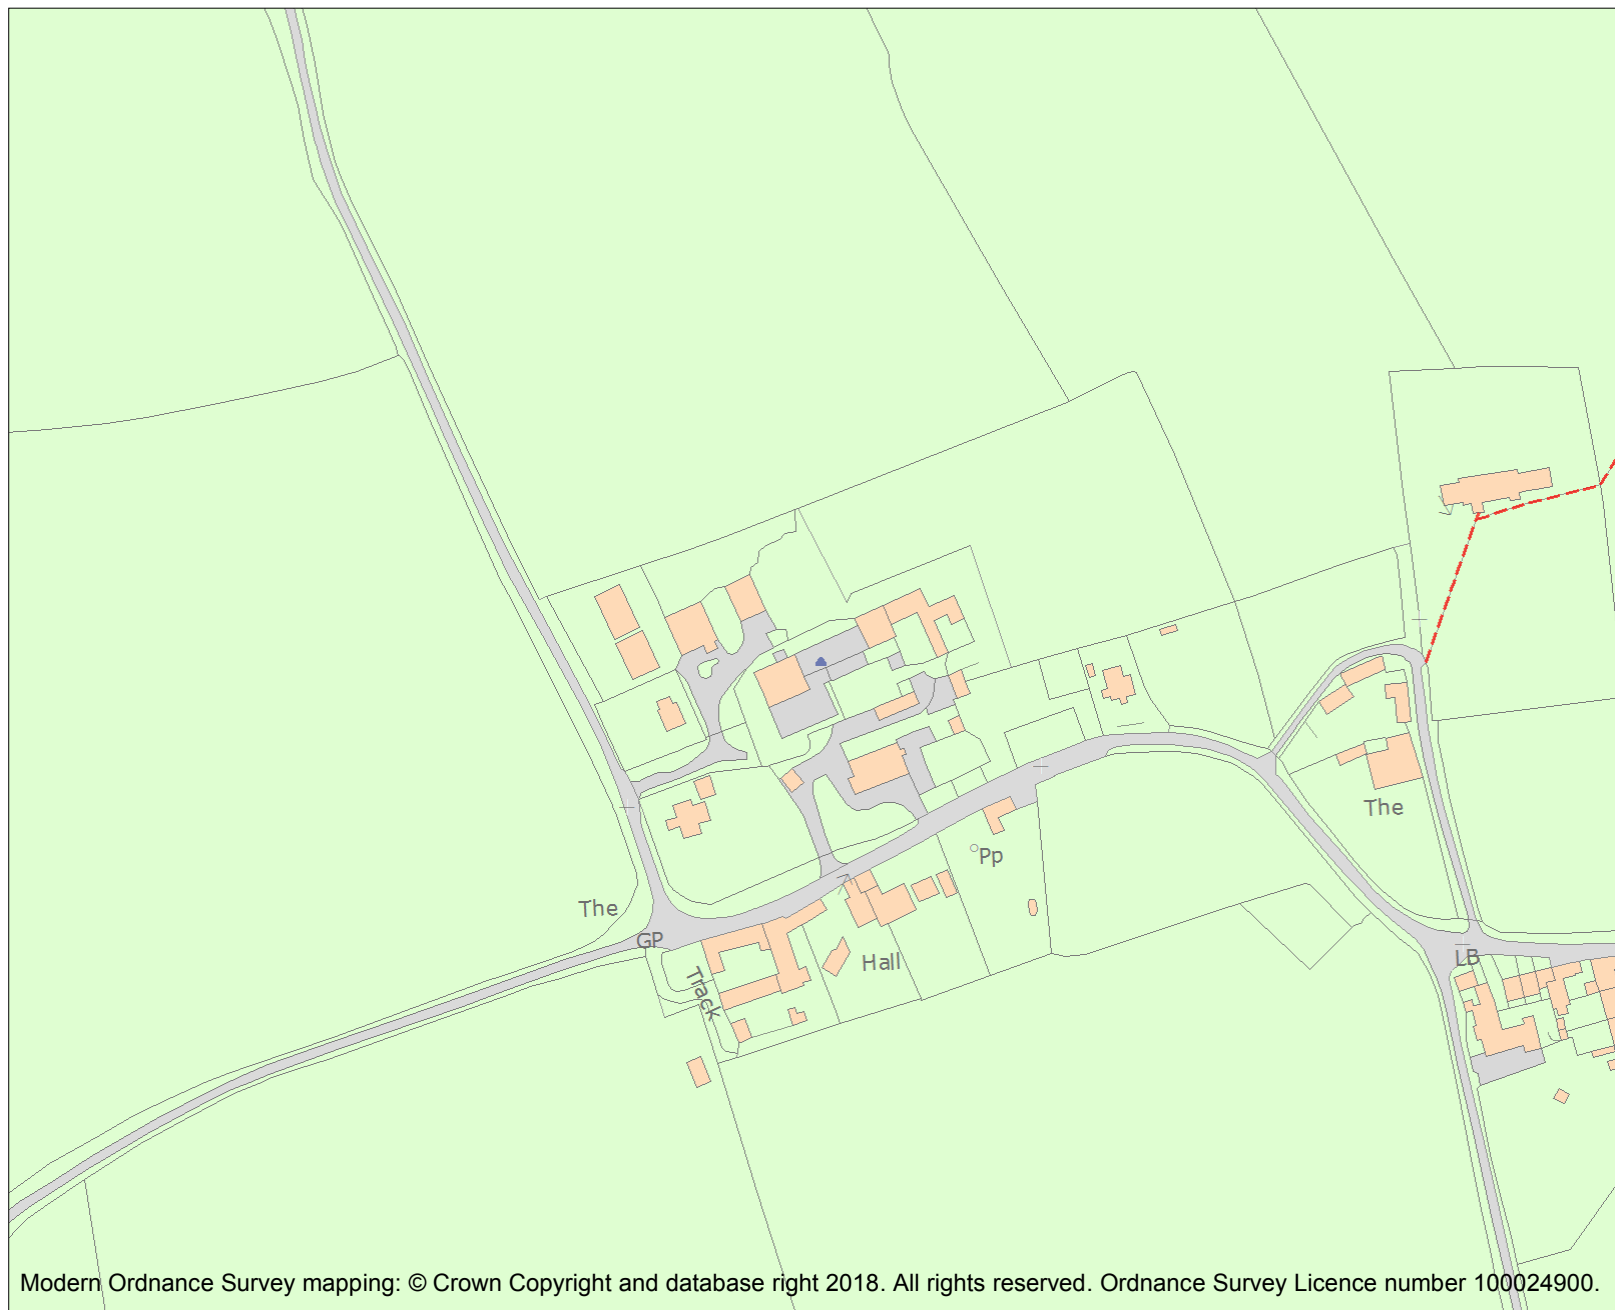 The
Pp
The
GP
Hall
LB
Track
Modern Ordnance Survey mapping: © Crown Copyright and database right 2018. All rights reserved. Ordnance Survey Licence number 100024900.